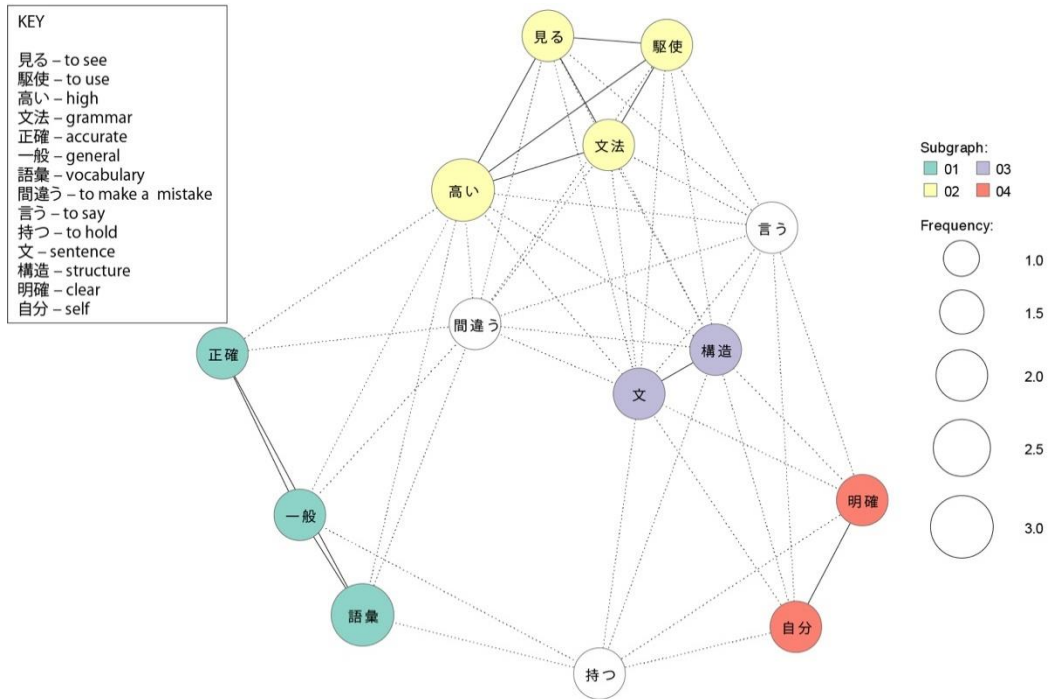 KEY
見る – to see
駆使 – to use
高い – high
文法 – grammar
正確 – accurate
一般 – general
語彙 – vocabulary
間違う – to make a mistake
言う – to say
持つ – to hold
文 – sentence
構造 – structure
明確 – clear
自分 – self
見る
駆使
文法
高い
言う
間違う
構造
正確
文
明確
一般
語彙
自分
持つ
Subgraph:
01 03
02 04
Frequency:
1.0
1.5
2.0
2.5
3.0